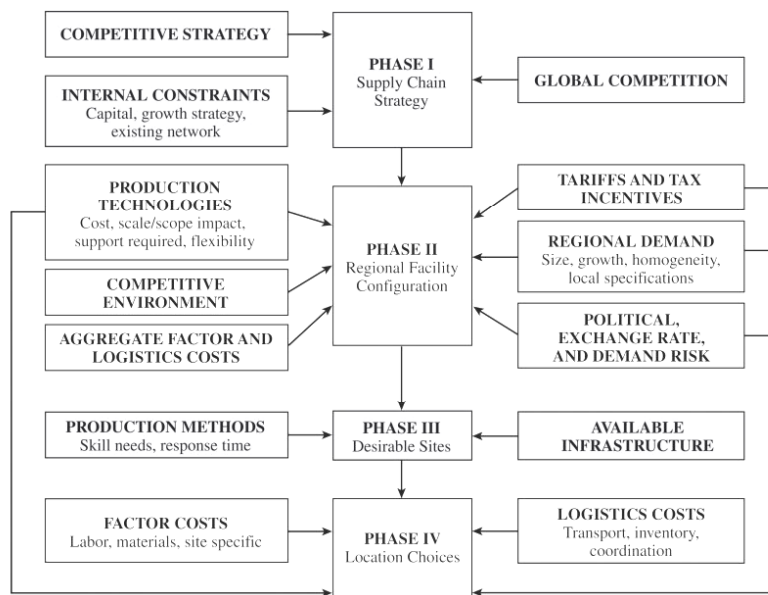 COMPETITIVE STRATEGY
PHASE I
Supply Chain
Strategy
GLOBAL COMPETITION
INTERNAL CONSTRAINTS
Capital, growth strategy,
existing network
PRODUCTION
TECHNOLOGIES
Cost, scale/scope impact,
support required, flexibility
TARIFFS AND TAX
INCENTIVES
PHASE II
Regional Facility
Configuration
REGIONAL DEMAND
Size, growth, homogeneity,
local specifications
COMPETITIVE
ENVIRONMENT
AGGREGATE FACTOR AND
LOGISTICS COSTS
POLITICAL,
EXCHANGE RATE,
AND DEMAND RISK
PRODUCTION METHODS
Skill needs, response time
PHASE III
Desirable Sites
AVAILABLE
INFRASTRUCTURE
FACTOR COSTS
Labor, materials, site specific
PHASE IV
Location Choices
LOGISTICS COSTS
Transport, inventory,
coordination